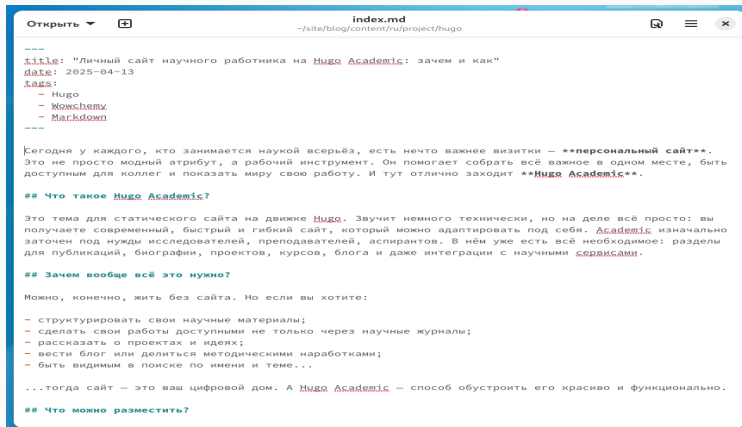 Открыть
index.md
~/site/blog/content/ru/project/hugo
---
title: "Личный сайт научного работника на Hugo Academic: зачем и как"
date: 2025-04-13
tags:
- Hugo
- Wowchemy
- Markdown
---
Сегодня у каждого, кто занимается наукой всерьёз, есть нечто важнее визитки — **персональный сайт**.
Это не просто модный атрибут, а рабочий инструмент. Он помогает собрать всё важное в одном месте, быть
доступным для коллег и показать миру свою работу. И тут отлично заходит **Hugo Academic**.
## Что такое Hugo Academic?
Это тема для статического сайта на движке Hugo. Звучит немного технически, но на деле всё просто: вы
получаете современный, быстрый и гибкий сайт, который можно адаптировать под себя. Academic изначально
заточен под нужды исследователей, преподавателей, аспирантов. В нём уже есть всё необходимое: разделы
для публикаций, биографии, проектов, курсов, блога и даже интеграции с научными сервисами.
## Зачем вообще всё это нужно?
Можно, конечно, жить без сайта. Но если вы хотите:
- структурировать свои научные материалы;
- сделать свои работы доступными не только через научные журналы;
- рассказать о проектах и идеях;
- вести блог или делиться методическими наработками;
- быть видимым в поиске по имени и теме...
...тогда сайт — это ваш цифровой дом. А Hugo Academic — способ обустроить его красиво и функционально.
## Что можно разместить?